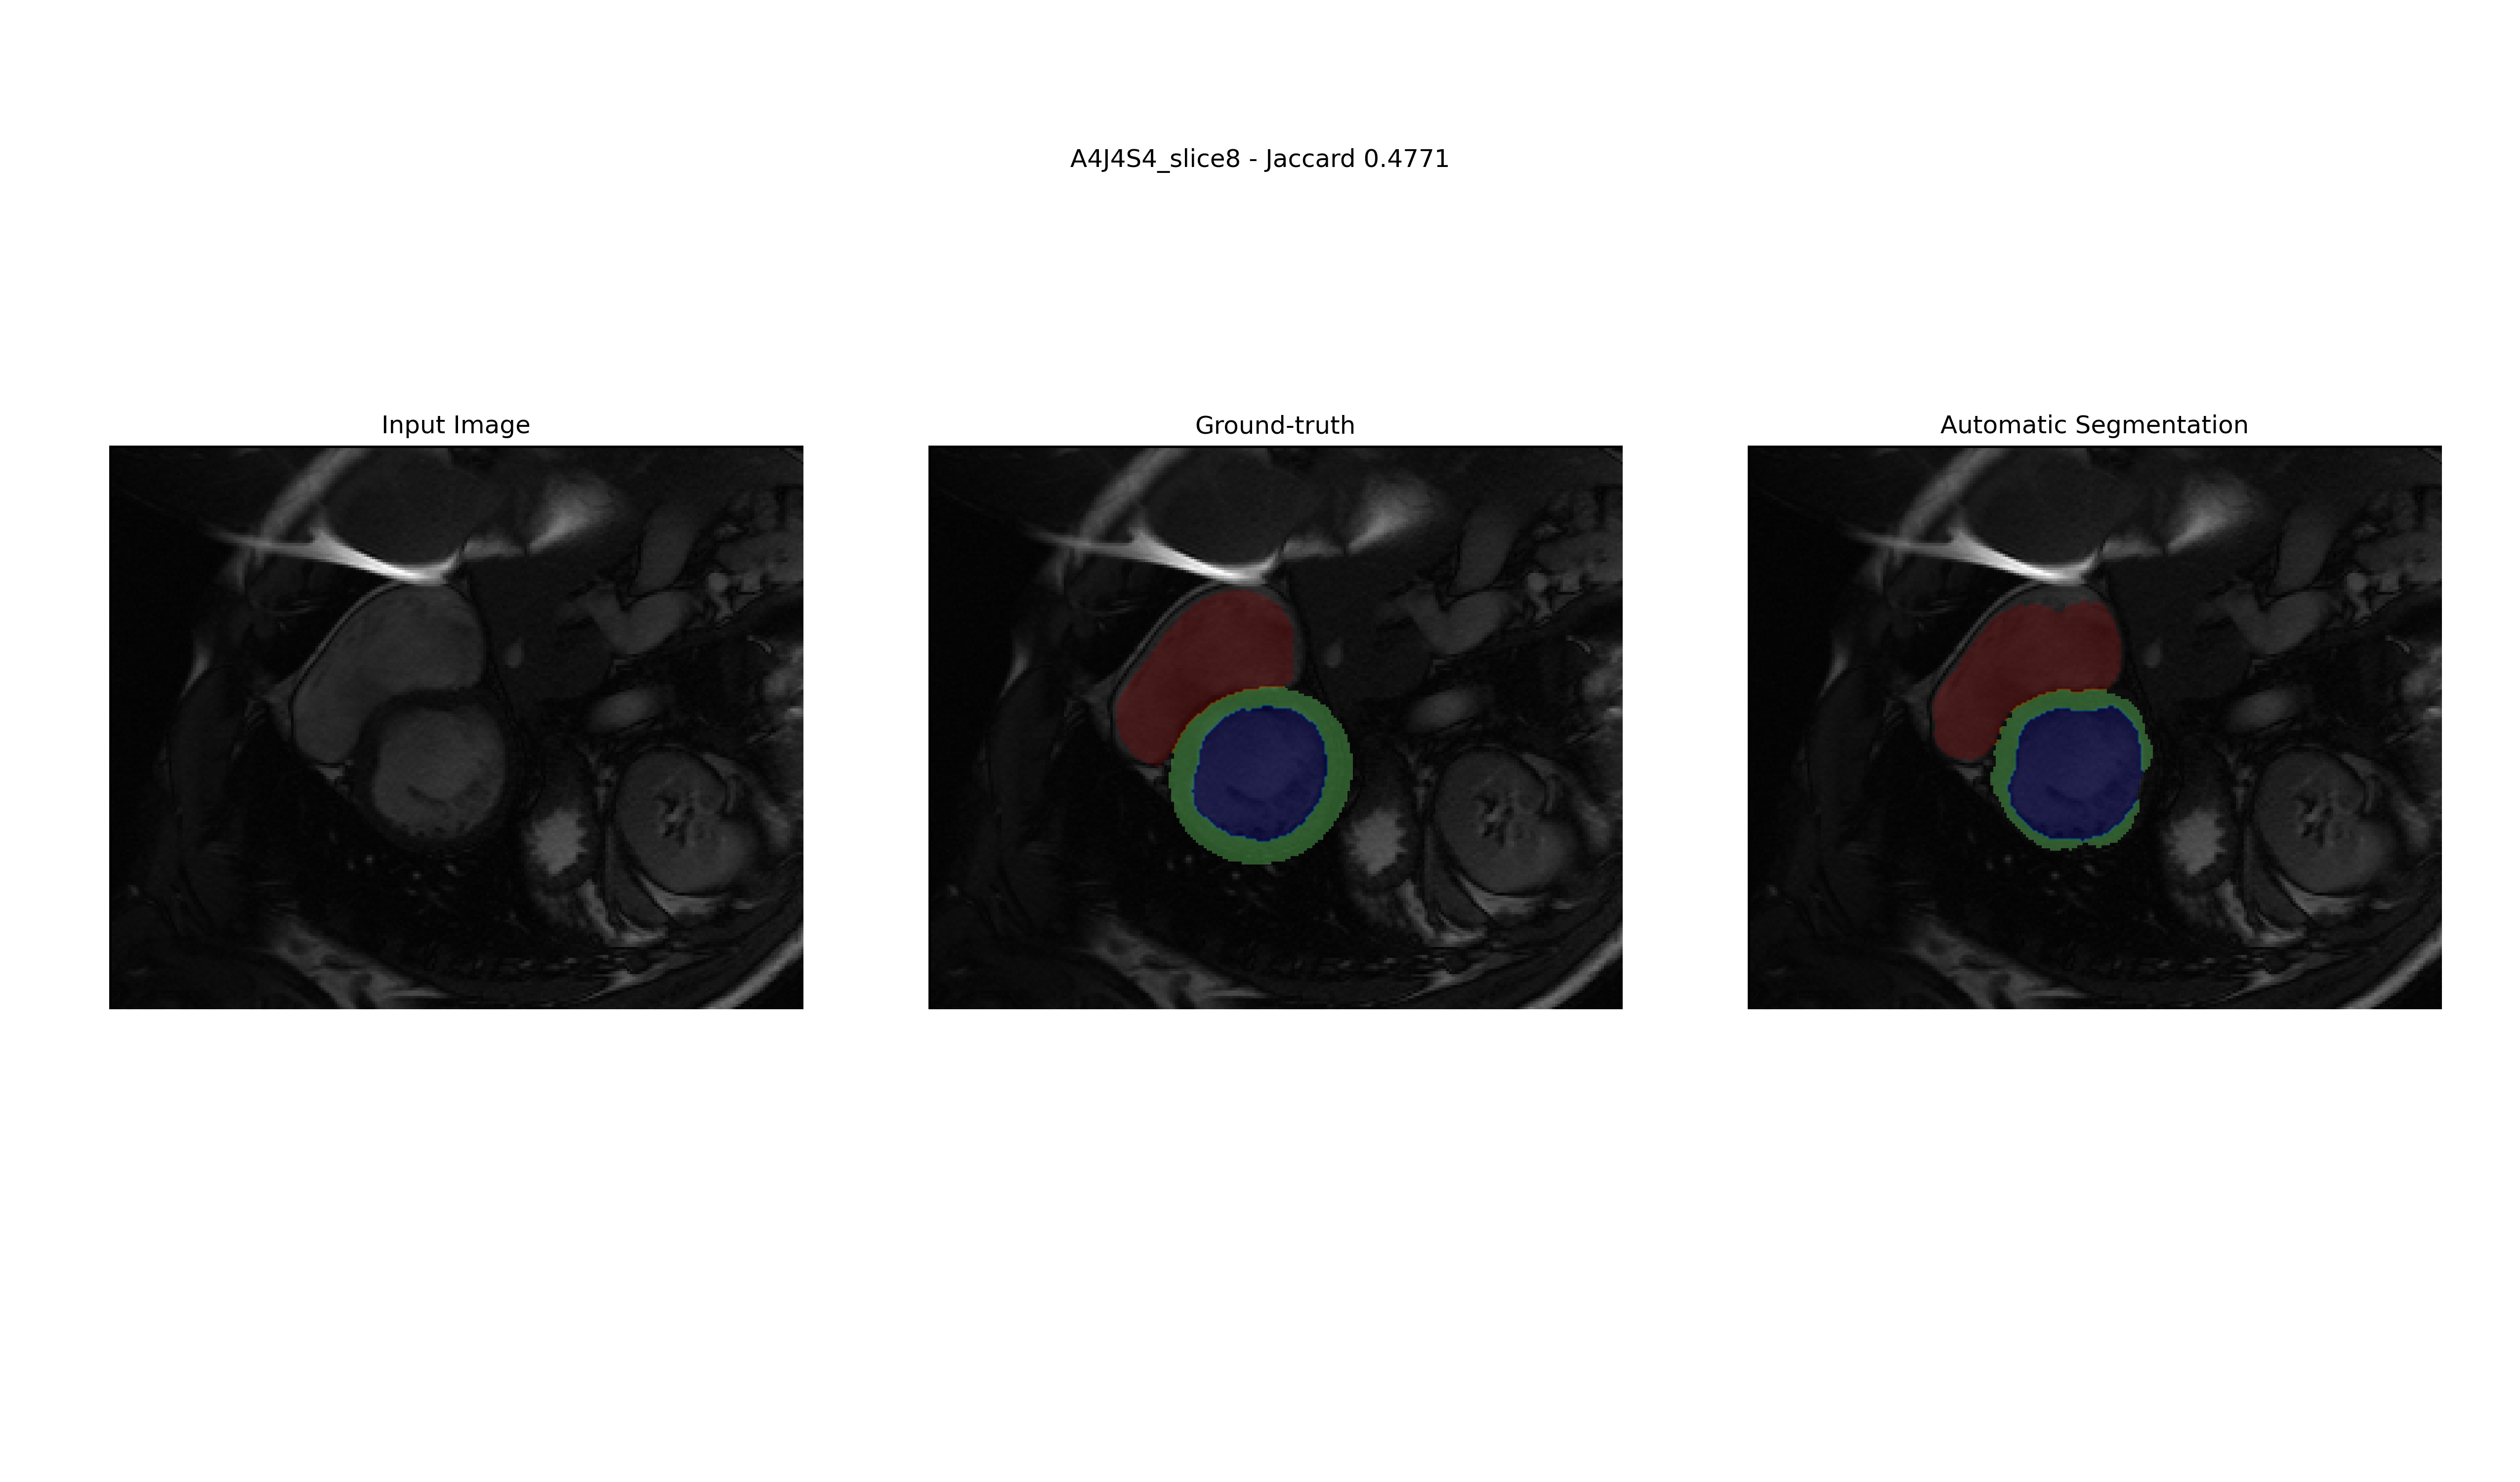 A4J4S4_slice8 - Jaccard 0.4771
Input Image
Ground-truth
Automatic Segmentation